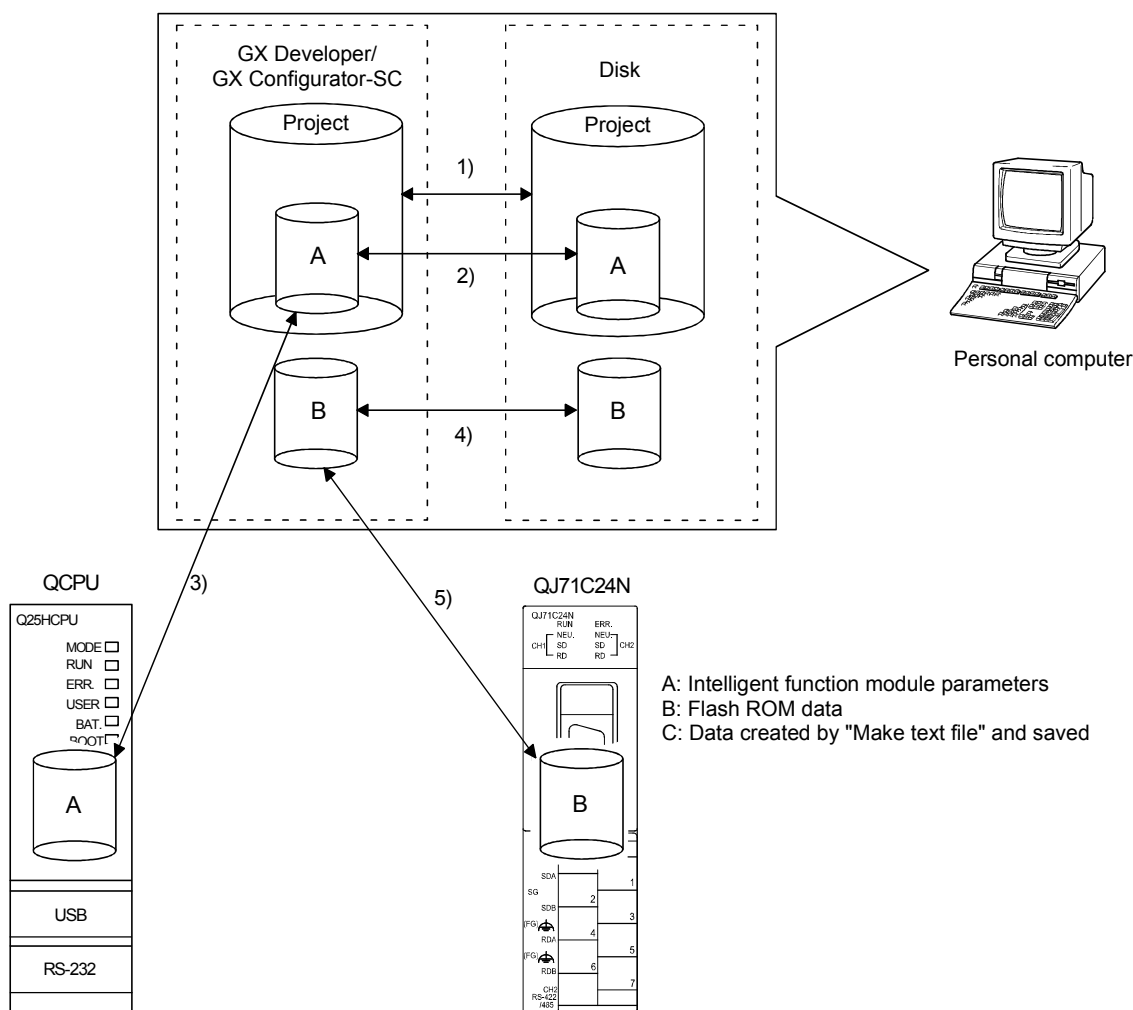 GX Developer/
GX Configurator-SC
Disk
Project
Project
1)
A
2)
A
B
4)
B
Personal computer
3)
5)
QCPU
Q25HCPU
MODE
RUN
ERR.
USER
BAT.
BOOT
A
USB
RS-232
QJ71C24N
QJ71C24N
RUN ERR.
NEU. NEU.
CH1 SD SD CH2
RD RD
B
SDA
1
SG
2
SDB
3
(FG)
4
RDA
5
(FG)
6
RDB
7
CH2
RS-422
/485
A: Intelligent function module parameters
B: Flash ROM data
C: Data created by "Make text file" and saved